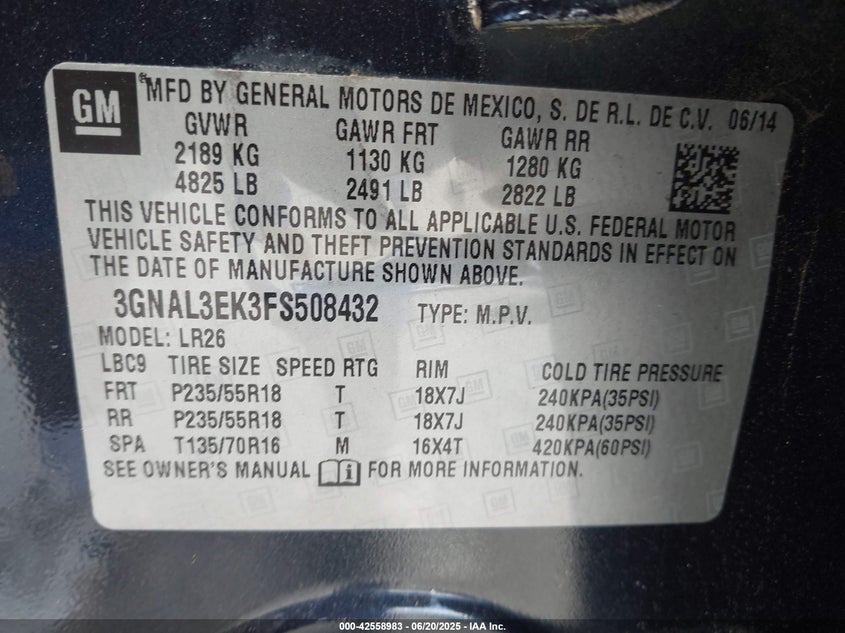 GM
MFD BY GENERAL MOTORS DE MEXICO, S. DE R.L. DE C.V. 06/14
GVWR GAWR FRT GAWR RR
2189 KG 1130 KG 1280 KG
4825 LB 2491 LB 2822 LB
THIS VEHICLE CONFORMS TO ALL APPLICABLE U.S. FEDERAL MOTOR
VEHICLE SAFETY AND THEFT PREVENTION STANDARDS IN EFFECT ON
THE DATE OF MANUFACTURE SHOWN ABOVE.
3GNAL3EK3FS508432 TYPE: M.P.V.
MODEL: LR26
LBC9 TIRE SIZE SPEED RTG RIM COLD TIRE PRESSURE
FRT P235/55R18 T 18X7J 240KPA(35PSI)
RR P235/55R18 T 18X7J 240KPA(35PSI)
SPA T135/70R16 M 16X4T 420KPA(60PSI)
SEE OWNER'S MANUAL i FOR MORE INFORMATION.
000-42558983 - 06/20/2025 - IAA Inc.